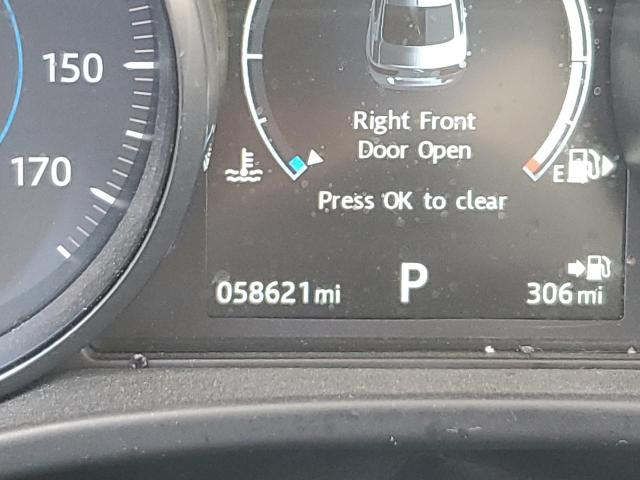 150
170
Right Front
Door Open
Press OK to clear
E
058621mi
P
306mi